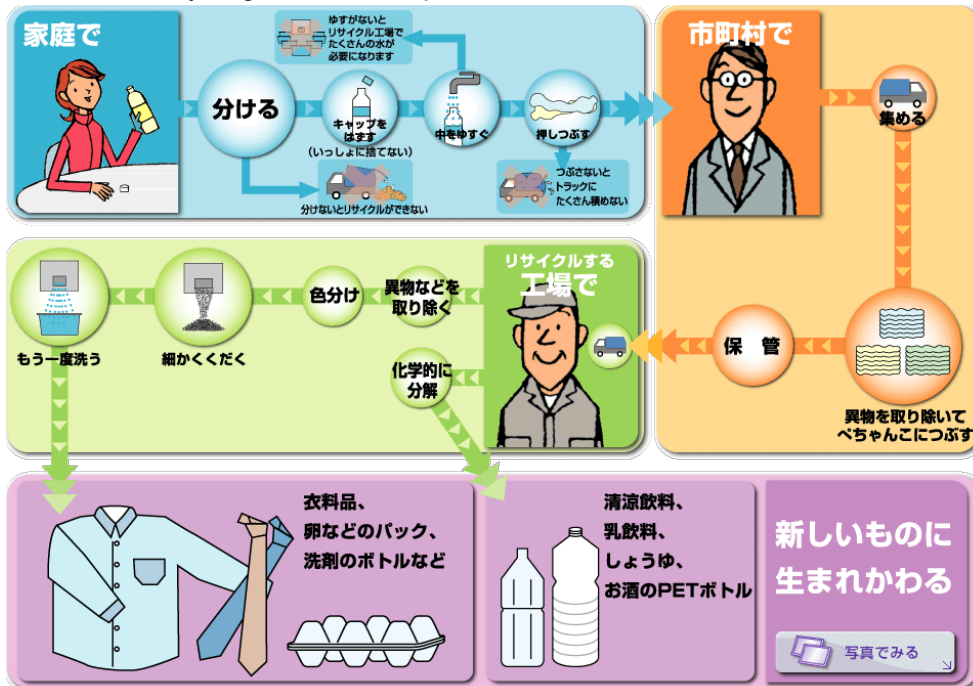 家庭で
ゆすがないと
リサイクル工場で
たくさんの水が
必要になります
分ける
キャップを
はずす
(いっしょに捨てない)
中をゆすぐ
押しつぶす
分けないとリサイクルができない
つぶさないと
トラックに
たくさん積めない
市町村で
集める
異物を取り除いて
ぺちゃんこにつぶす
保 管
リサイクルする
工場で
異物などを
取り除く
色分け
細かくくだく
もう一度洗う
化学的に
分解
衣料品、
卵などのパック、
洗剤のボトルなど
清涼飲料、
乳飲料、
しょうゆ、
お酒のPETボトル
新しいものに
生まれかわる
写真でみる